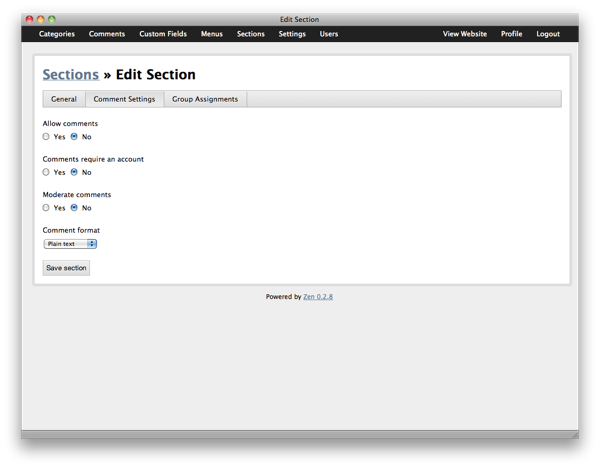 Edit Section
Categories Comments Custom Fields Menus Sections Settings Users View Website Profile Logout
Sections » Edit Section
General Comment Settings Group Assignments
Allow comments
Yes No
Comments require an account
Yes No
Moderate comments
Yes No
Comment format
Plain text
Save section
Powered by Zen 0.2.8